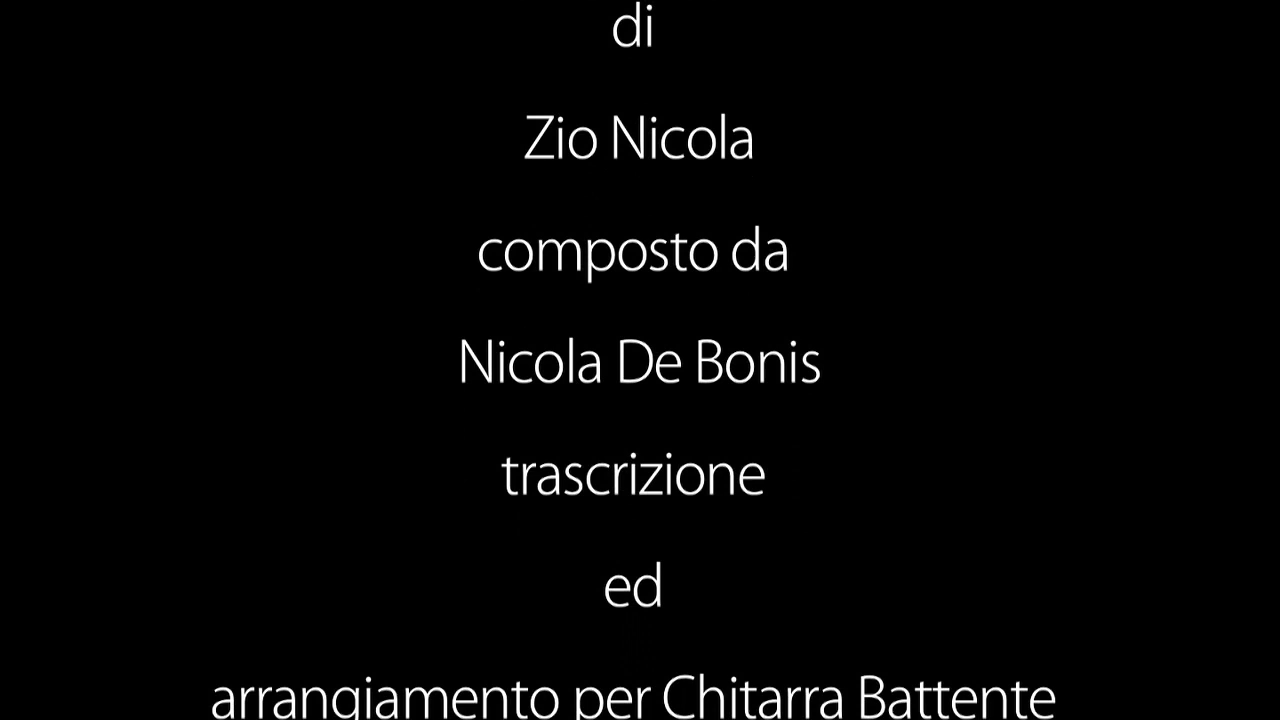 di
Zio Nicola
composto da
Nicola De Bonis
trascrizione
ed
arrangiamento per Chitarra Battente